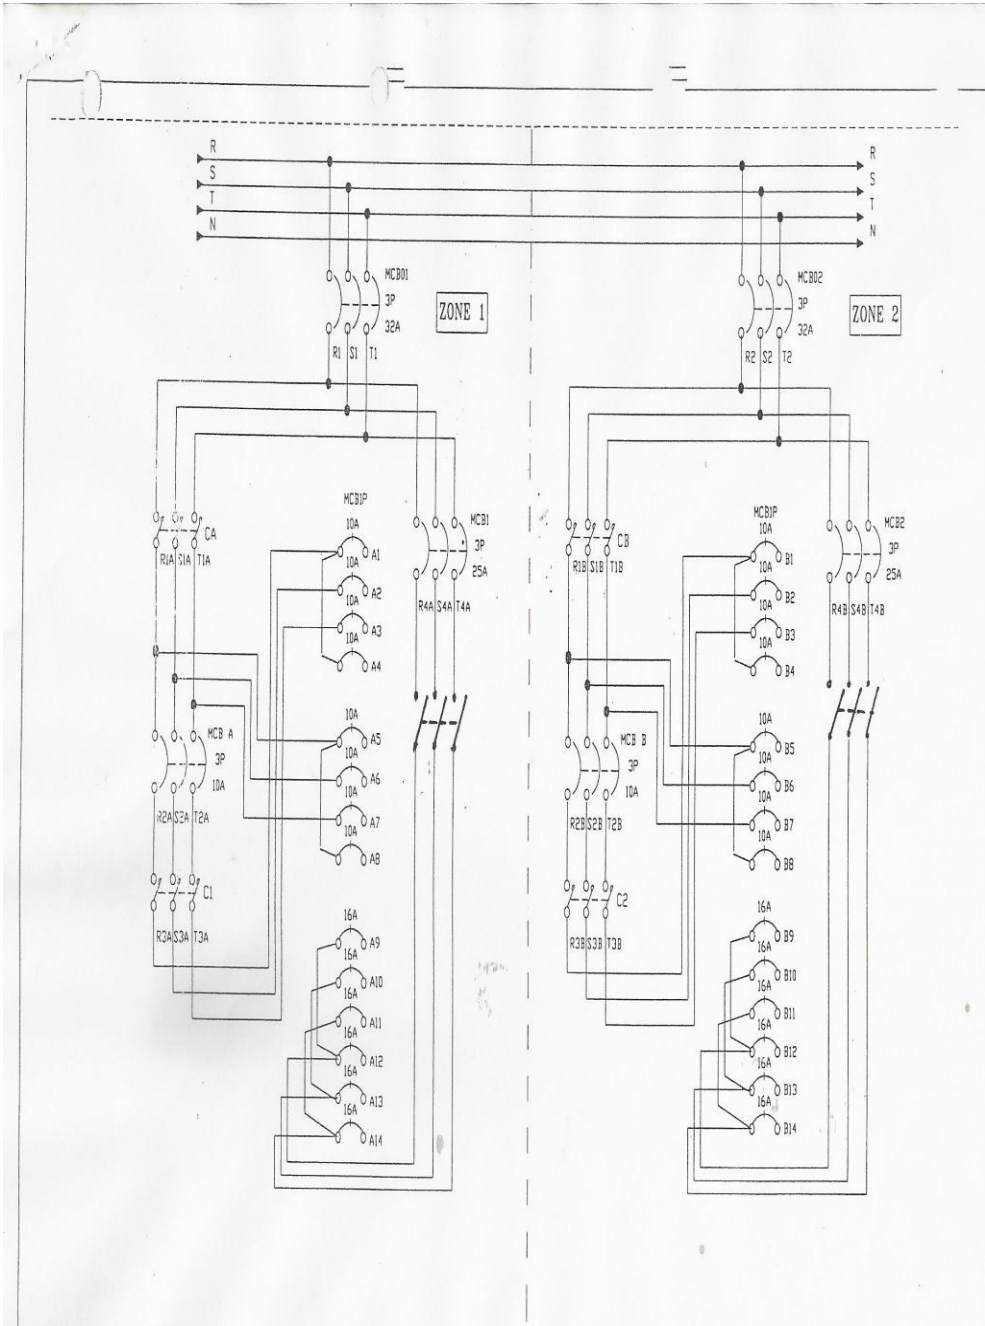 R
S
T
N
R
S
T
N
MCB01
3P
32A
ZONE 1
R1 S1 T1
CA
R1A S1A T1A
MCB1P
10A
A1
10A
A2
10A
A3
10A
A4
MCB1
3P
25A
R4A S4A T4A
MCB A
3P
10A
R2A S2A T2A
10A
A5
10A
A6
10A
A7
10A
A8
C1
R3A S3A T3A
16A
A9
16A
A10
16A
A11
16A
A12
16A
A13
16A
A14
MCB02
3P
32A
ZONE 2
R2 S2 T2
CB
R1B S1B T1B
MCB1P
10A
B1
10A
B2
10A
B3
10A
B4
MCB2
3P
25A
R4B S4B T4B
MCB B
3P
10A
R2B S2B T2B
10A
B5
10A
B6
10A
B7
10A
B8
C2
R3B S3B T3B
16A
B9
16A
B10
16A
B11
16A
B12
16A
B13
16A
B14